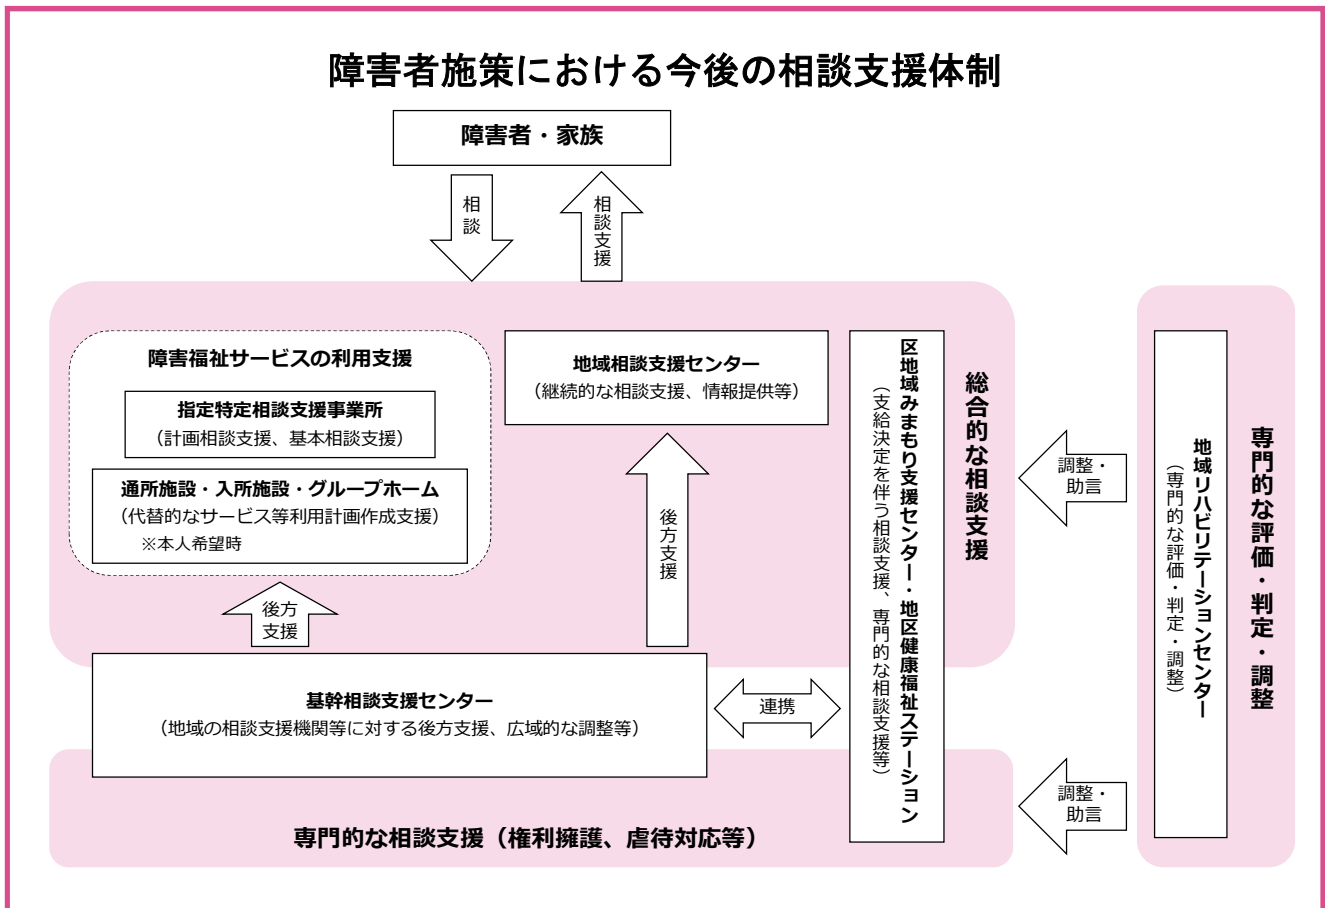 障害者施策における今後の相談支援体制
障害者・家族
相談
相談支援
障害福祉サービスの利用支援
指定特定相談支援事業所
（計画相談支援、基本相談支援）
通所施設・入所施設・グループホーム
（代替的なサービス等利用計画作成支援）
※本人希望時
地域相談支援センター
（継続的な相談支援、情報提供等）
区地域みまもり支援センター・地区健康福祉ステーション
（支給決定を伴う相談支援、専門的な相談支援等）
総合的な相談支援
後方
支援
後方支援
基幹相談支援センター
（地域の相談支援機関等に対する後方支援、広域的な調整等）
連携
専門的な相談支援（権利擁護、虐待対応等）
調整・
助言
調整・
助言
地域リハビリテーションセンター
（専門的な評価・判定・調整）
専門的な評価・判定・調整